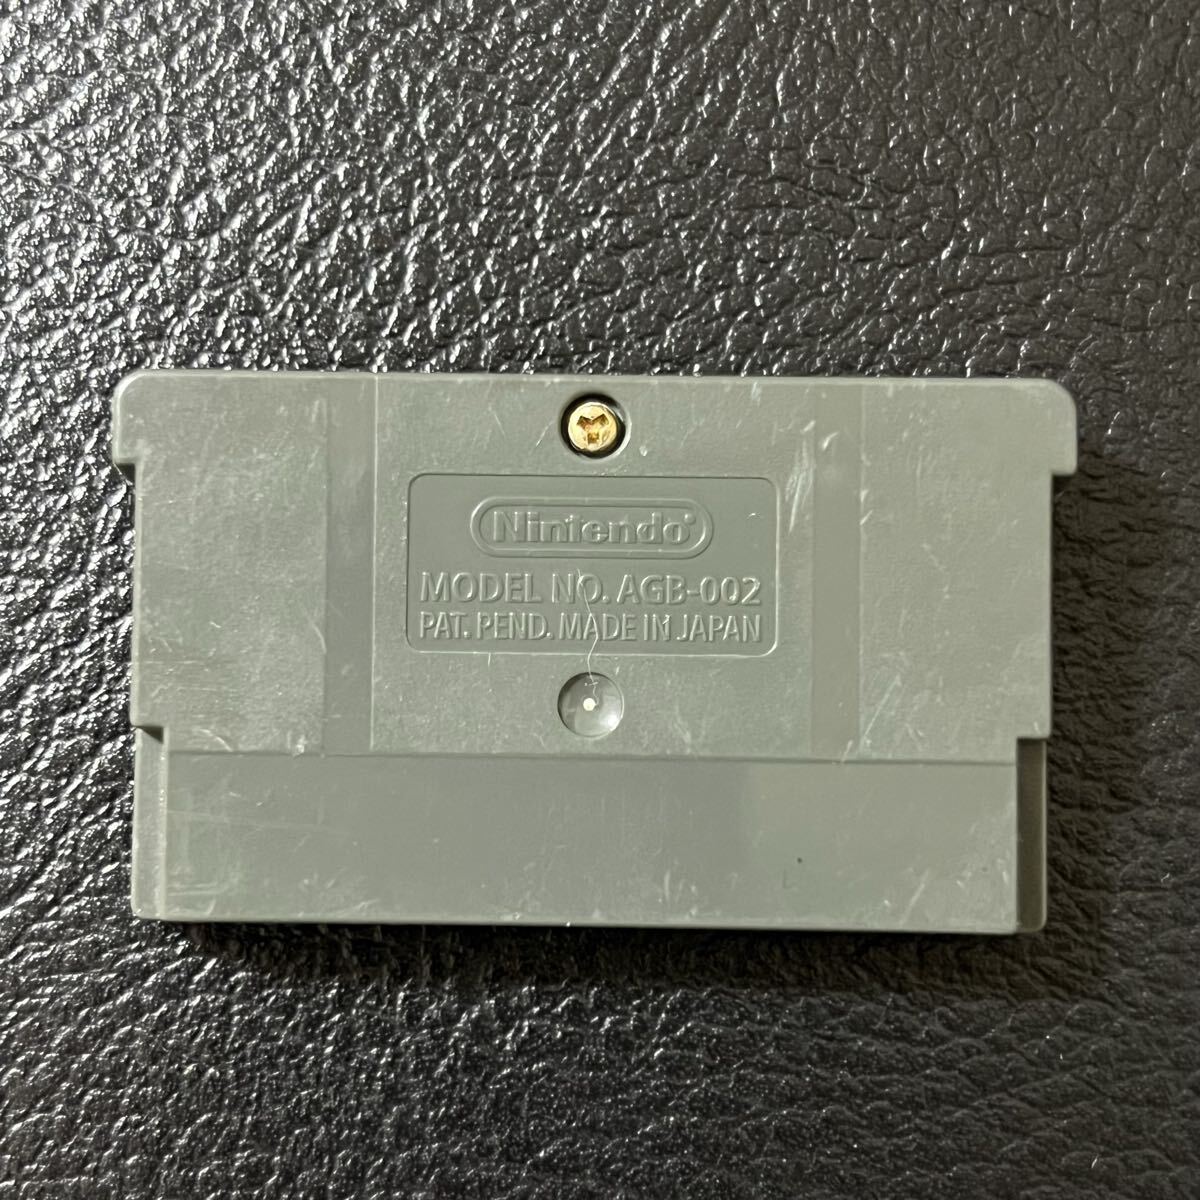 Nintendo®
MODEL NO. AGB-002
PAT. PEND. MADE IN JAPAN